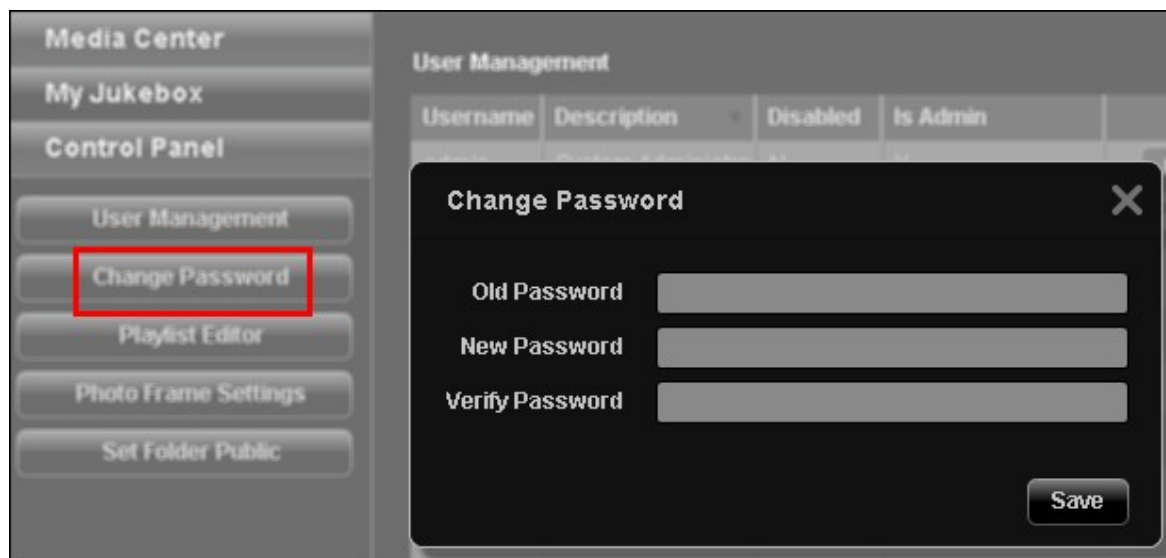 Media Center
My Jukebox
Control Panel
User Management
Change Password
Playlist Editor
Photo Frame Settings
Set Folder Public
User Management
Username Description Disabled Is Admin
Change Password
Old Password
New Password
Verify Password
Save